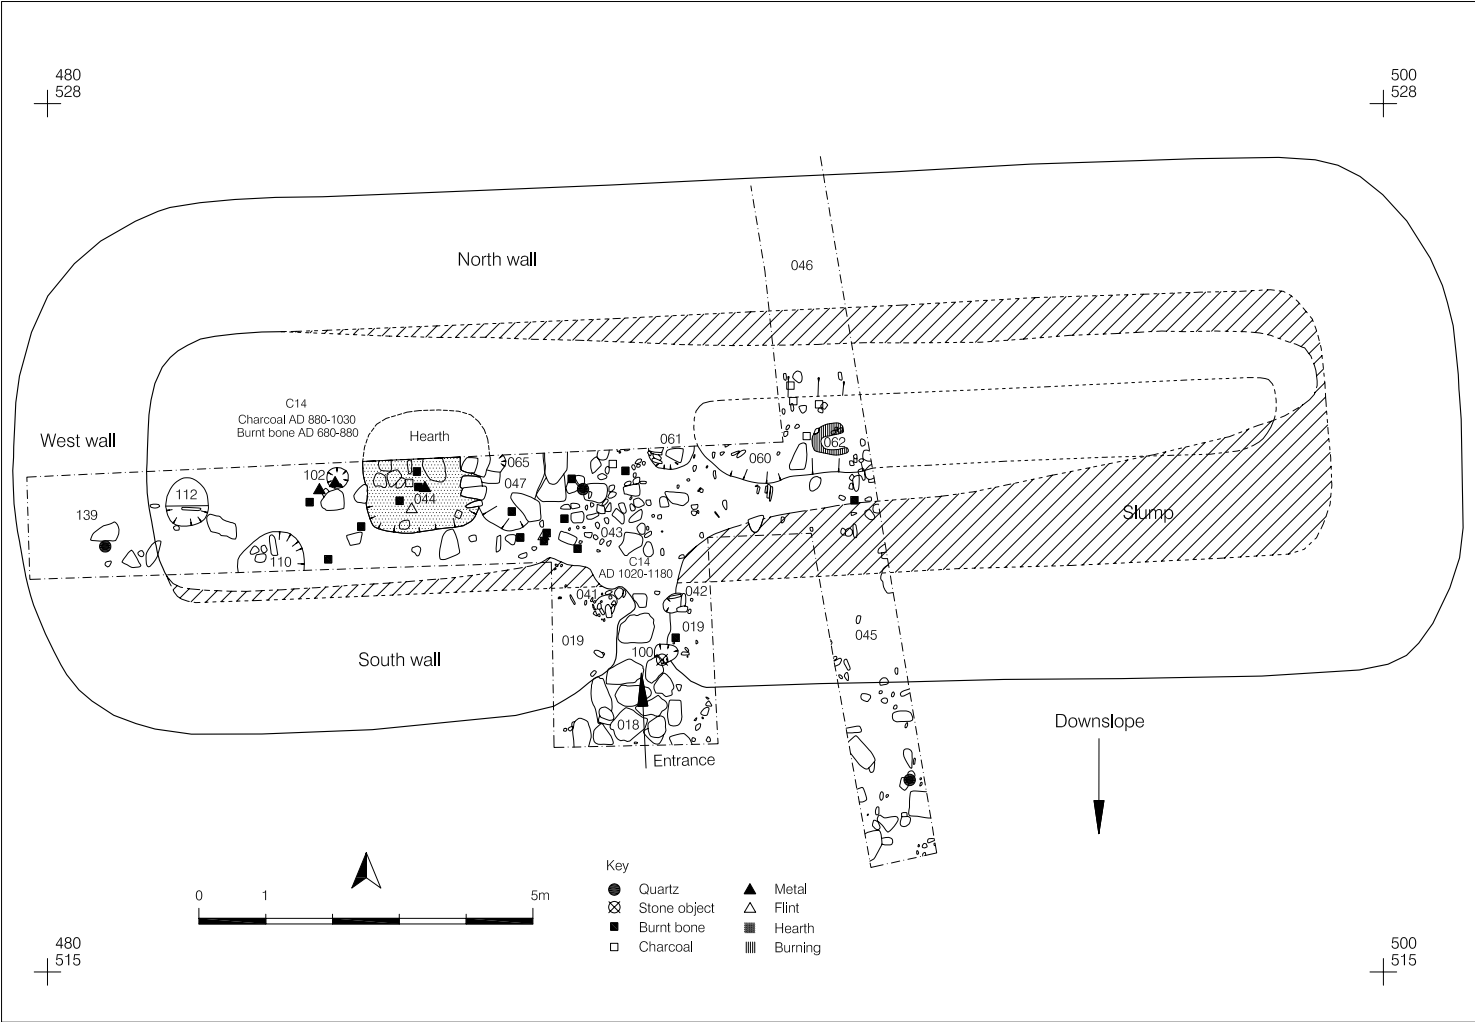 480
528
500
528
North wall
046
C14
Charcoal AD 880-1030
Burnt bone AD 680-880
West wall
Hearth
061
062
060
065
102
047
044
112
139
043
Slump
110
C14
AD 1020-1180
041
042
019
019
045
South wall
100
018
Entrance
Downslope
0
1
5m
Key
Quartz
Metal
Stone object
Flint
Burnt bone
Hearth
Charcoal
Burning
480
515
500
515